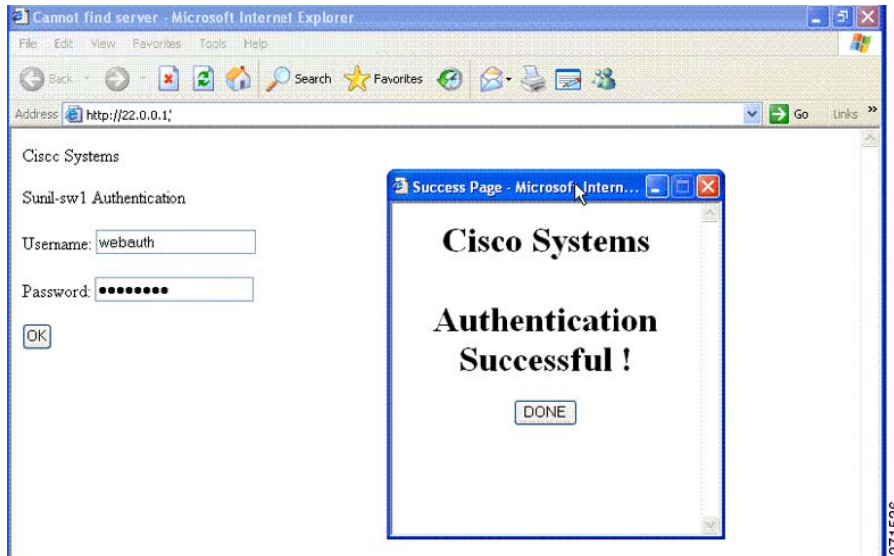 Cannot find server - Microsoft Internet Explorer
File Edit View Favorites Tools Help
Back Search Favorites
Address http://22.0.0.1,' Go Links »
Cisco Systems
Sunil-sw1 Authentication
Username: webauth
Password: ●●●●●●●●
OK
Success Page - Microsoft Intern...
Cisco Systems
Authentication
Successful !
DONE